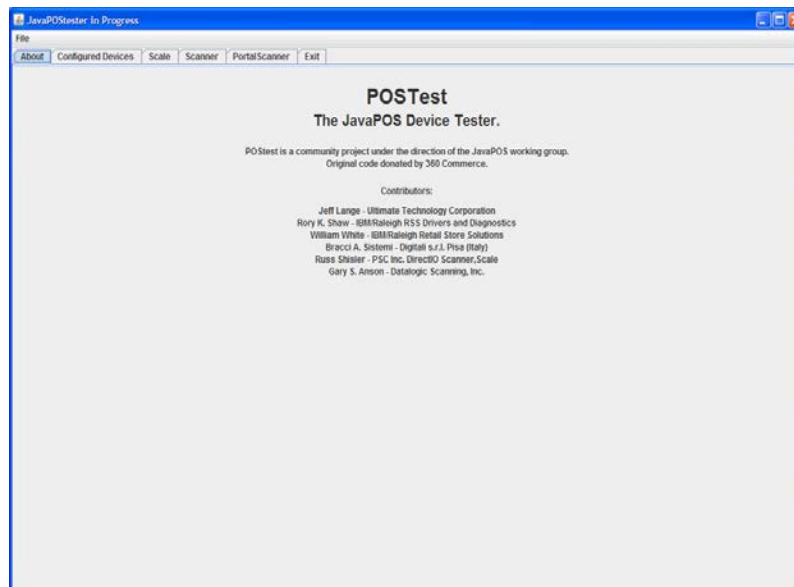 JavaPOStester In Progress
File
About Configured Devices Scale Scanner PortalScanner Exit
POSTest
The JavaPOS Device Tester.
POStest is a community project under the direction of the JavaPOS working group.
Original code donated by 360 Commerce.
Contributors:
Jeff Lange - Ultimate Technology Corporation
Rory K. Shaw - IBM/Raleigh RSS Drivers and Diagnostics
William White - IBM/Raleigh Retail Store Solutions
Bracci A. Sistemi - Digitali s.r.l. Pisa (Italy)
Russ Shisler - PSC Inc. DirectIO Scanner,Scale
Gary S. Anson - Datalogic Scanning, Inc.